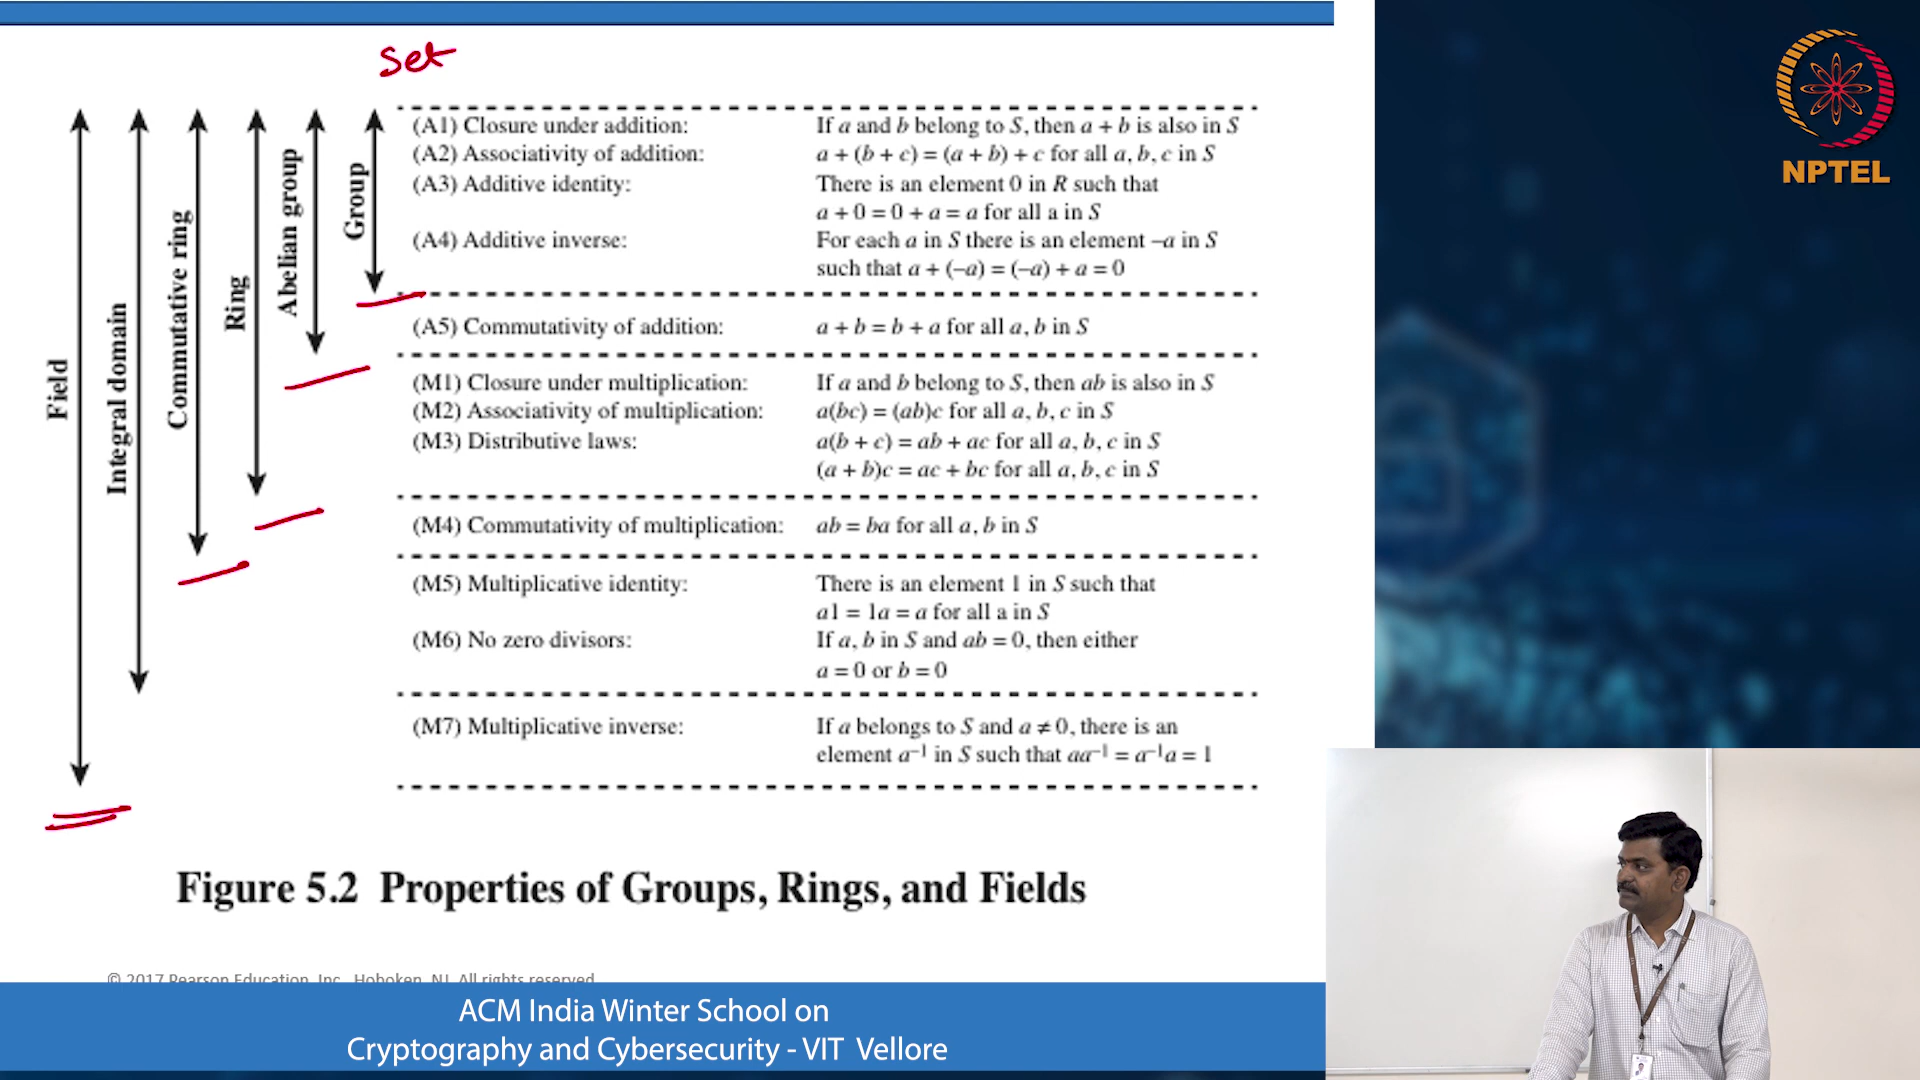 Set
Field
Integral domain
Commutative ring
Ring
Abelian group
Group
(A1) Closure under addition: If a and b belong to S, then a + b is also in S
(A2) Associativity of addition: a + (b + c) = (a + b) + c for all a, b, c in S
(A3) Additive identity: There is an element 0 in R such that
a + 0 = 0 + a = a for all a in S
(A4) Additive inverse: For each a in S there is an element –a in S
such that a + (–a) = (–a) + a = 0
(A5) Commutativity of addition: a + b = b + a for all a, b in S
(M1) Closure under multiplication: If a and b belong to S, then ab is also in S
(M2) Associativity of multiplication: a(bc) = (ab)c for all a, b, c in S
(M3) Distributive laws: a(b + c) = ab + ac for all a, b, c in S
(a + b)c = ac + bc for all a, b, c in S
(M4) Commutativity of multiplication: ab = ba for all a, b in S
(M5) Multiplicative identity: There is an element 1 in S such that
a1 = 1a = a for all a in S
(M6) No zero divisors: If a, b in S and ab = 0, then either
a = 0 or b = 0
(M7) Multiplicative inverse: If a belongs to S and a ≠ 0, there is an
element a⁻¹ in S such that aa⁻¹ = a⁻¹a = 1
Figure 5.2 Properties of Groups, Rings, and Fields
© 2017 Pearson Education, Inc., Hoboken, NJ. All rights reserved.
ACM India Winter School on
Cryptography and Cybersecurity - VIT Vellore
NPTEL